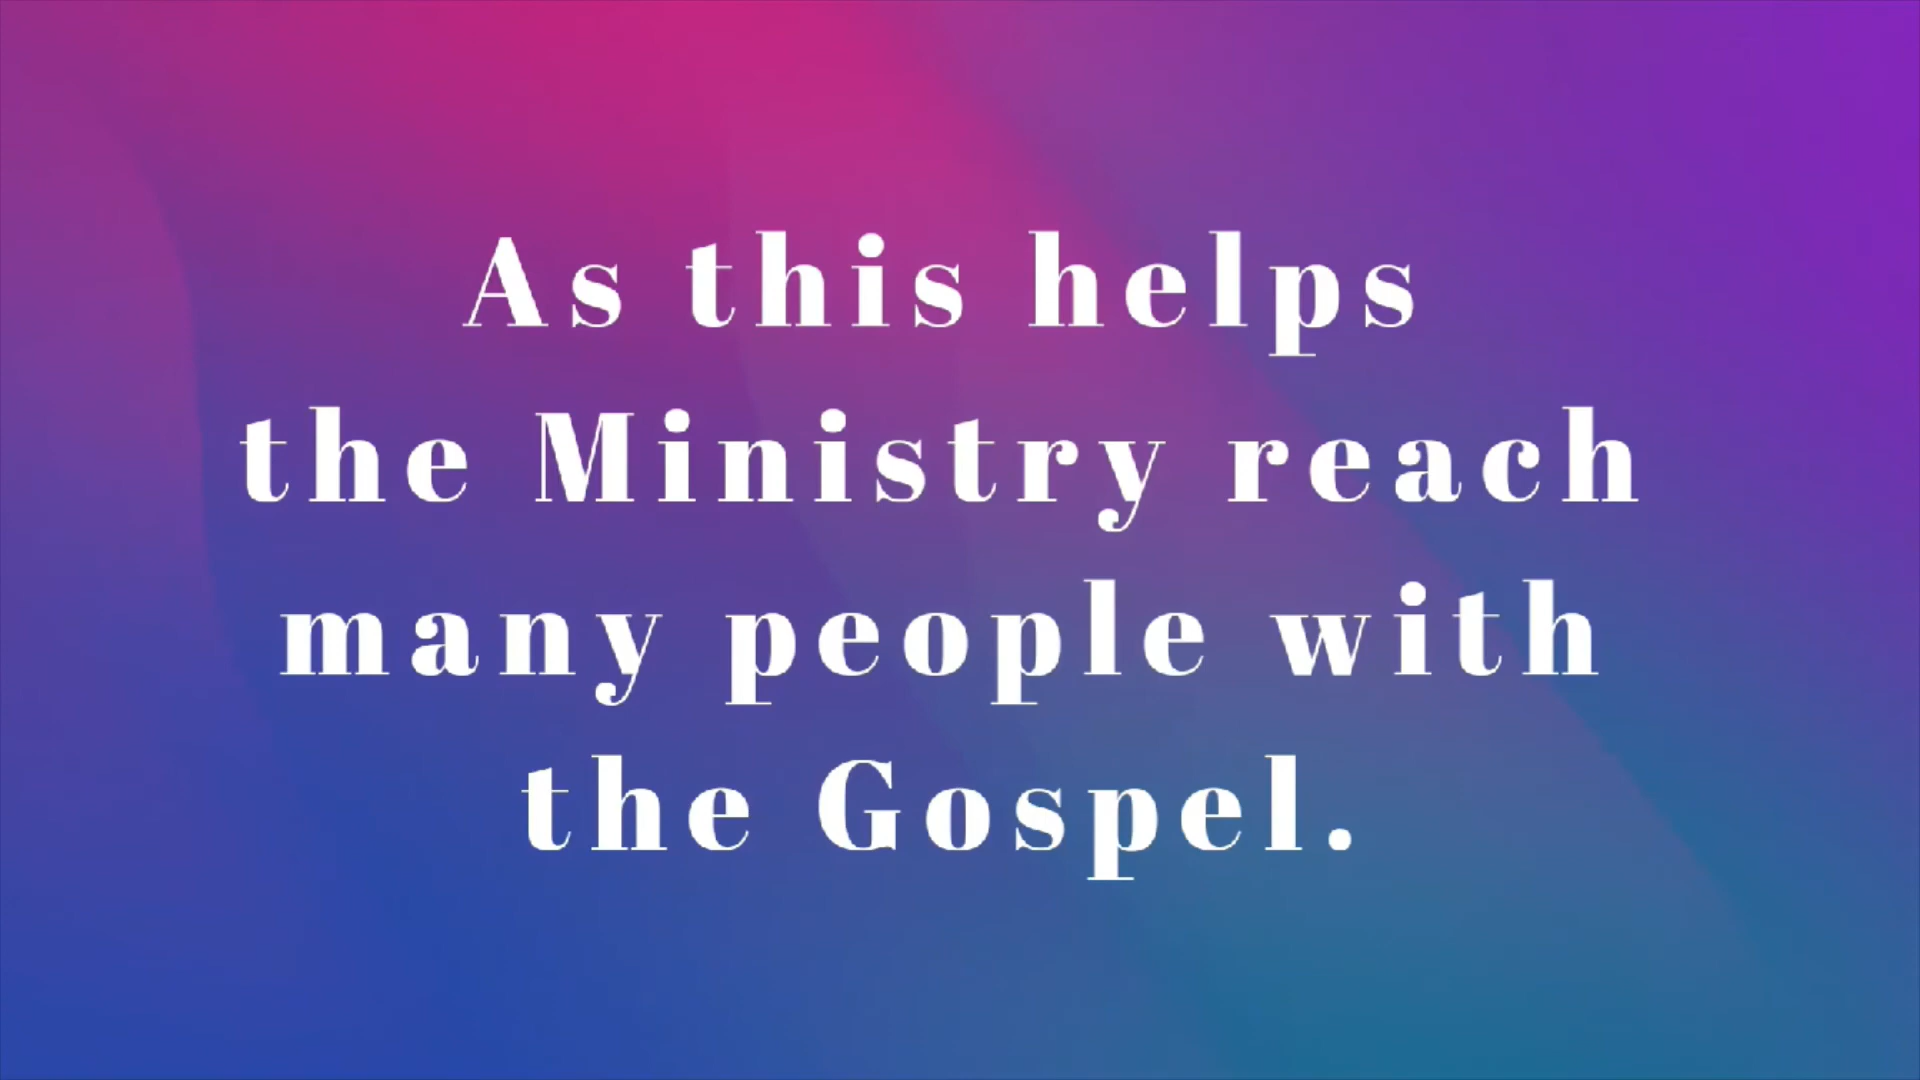 As this helps
the Ministry reach
many people with
the Gospel.